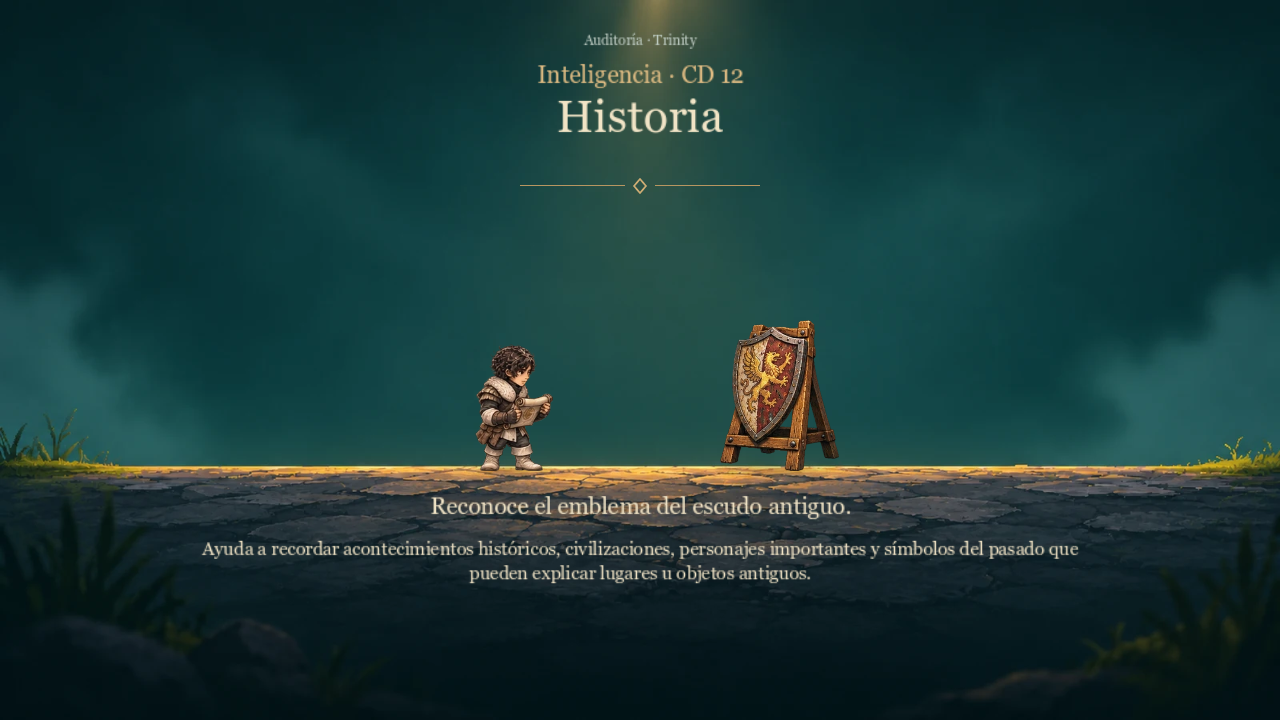 Auditoría · Trinity
Inteligencia · CD 12
Historia
Reconoce el emblema del escudo antiguo.
Ayuda a recordar acontecimientos históricos, civilizaciones, personajes importantes y símbolos del pasado que
pueden explicar lugares u objetos antiguos.